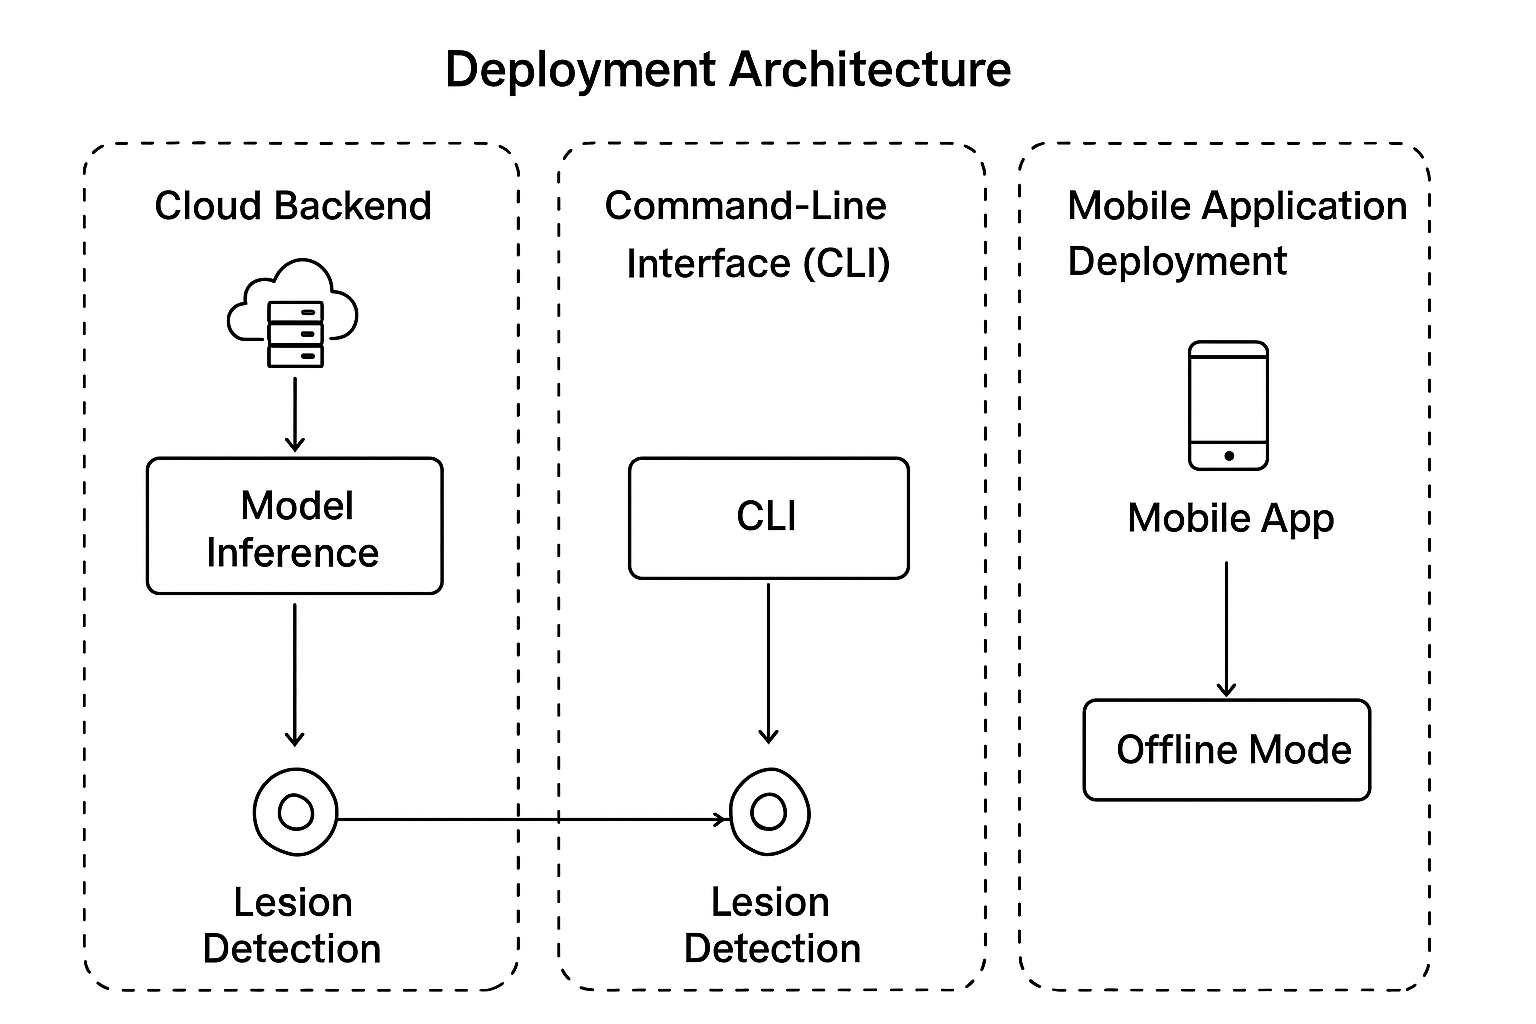 Deployment Architecture
Cloud Backend
Model
Inference
Lesion
Detection
Command-Line
Interface (CLI)
CLI
Lesion
Detection
Mobile Application
Deployment
Mobile App
Offline Mode